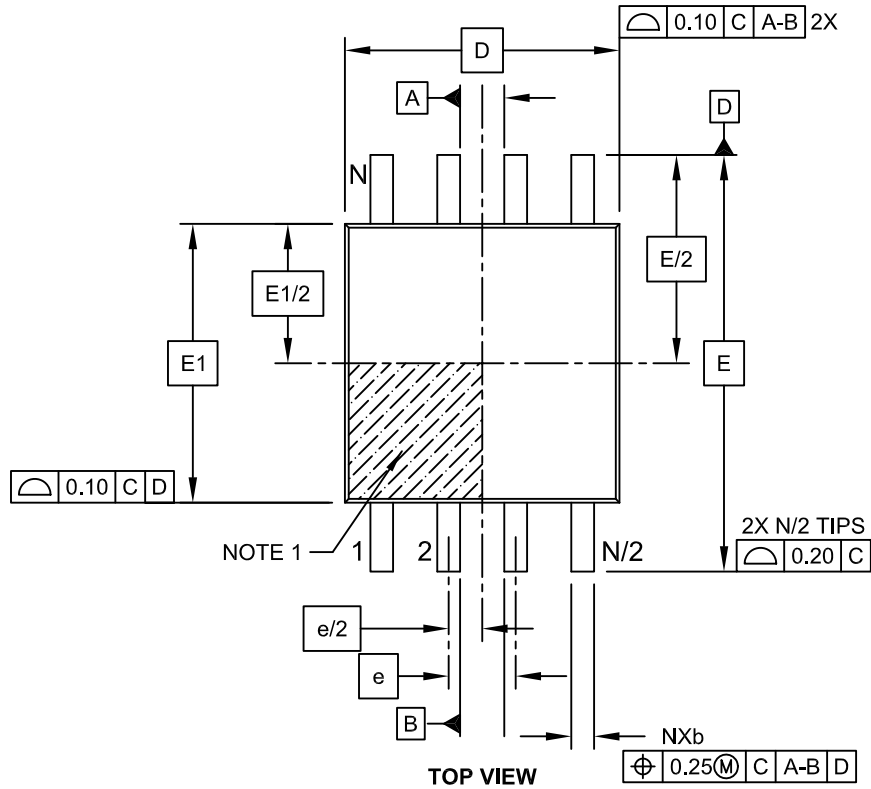 0.10 C A-B 2X
D
A
D
N
E/2
E1/2
E1
E
0.10 C D
2X N/2 TIPS
NOTE 1
1
2
N/2
0.20 C
e/2
e
B
NXb
TOP VIEW
0.25Ⓜ C A-B D